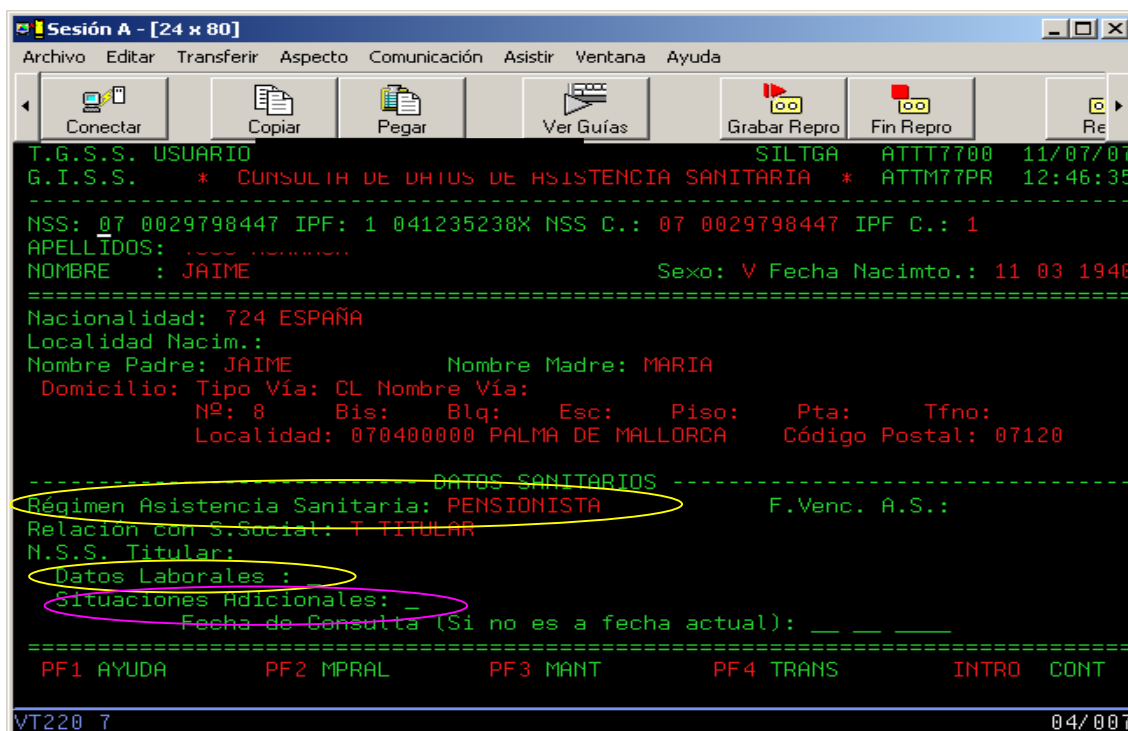 Sesión A - [24 x 80]
Archivo Editar Transferir Aspecto Comunicación Asistir Ventana Ayuda
Conectar Copiar Pegar Ver Guías Grabar Repro Fin Repro Re
T.G.S.S. USUARIO SILTGA ATTT7700 11/07/07
G.I.S.S. * CONSULTA DE DATOS DE ASISTENCIA SANITARIA * ATTM77PR 12:46:35
NSS: 07 0029798447 IPF: 1 041235238X NSS C.: 07 0029798447 IPF C.: 1
APELLIDOS:
NOMBRE : JAIME Sexo: V Fecha Nacimto.: 11 03 1940
Nacionalidad: 724 ESPAÑA
Localidad Nacim.:
Nombre Padre: JAIME Nombre Madre: MARIA
Domicilio: Tipo Vía: CL Nombre Vía:
Nº: 8 Bis: Blq: Esc: Piso: Pta: Tfno:
Localidad: 070400000 PALMA DE MALLORCA Código Postal: 07120
DATOS SANITARIOS
Régimen Asistencia Sanitaria: PENSIONISTA F.Venc. A.S.:
Relación con S.Social: T TITULAR
N.S.S. Titular:
Datos Laborales : _
Situaciones Adicionales: _
Fecha de Consulta (Si no es a fecha actual): __ __ ____
PF1 AYUDA PF2 MPRAL PF3 MANT PF4 TRANS INTRO CONT
VT220 7 04/007